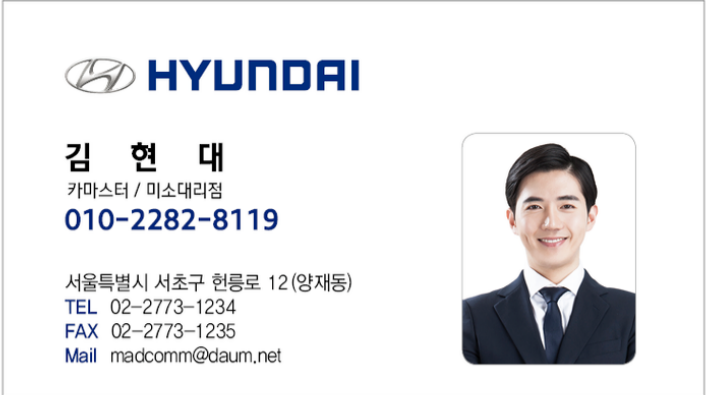 HYUNDAI
김 현 대
카마스터 / 미소대리점
010-2282-8119
서울특별시 서초구 헌릉로 12 (양재동)
TEL 02-2773-1234
FAX 02-2773-1235
Mail madcomm@daum.net